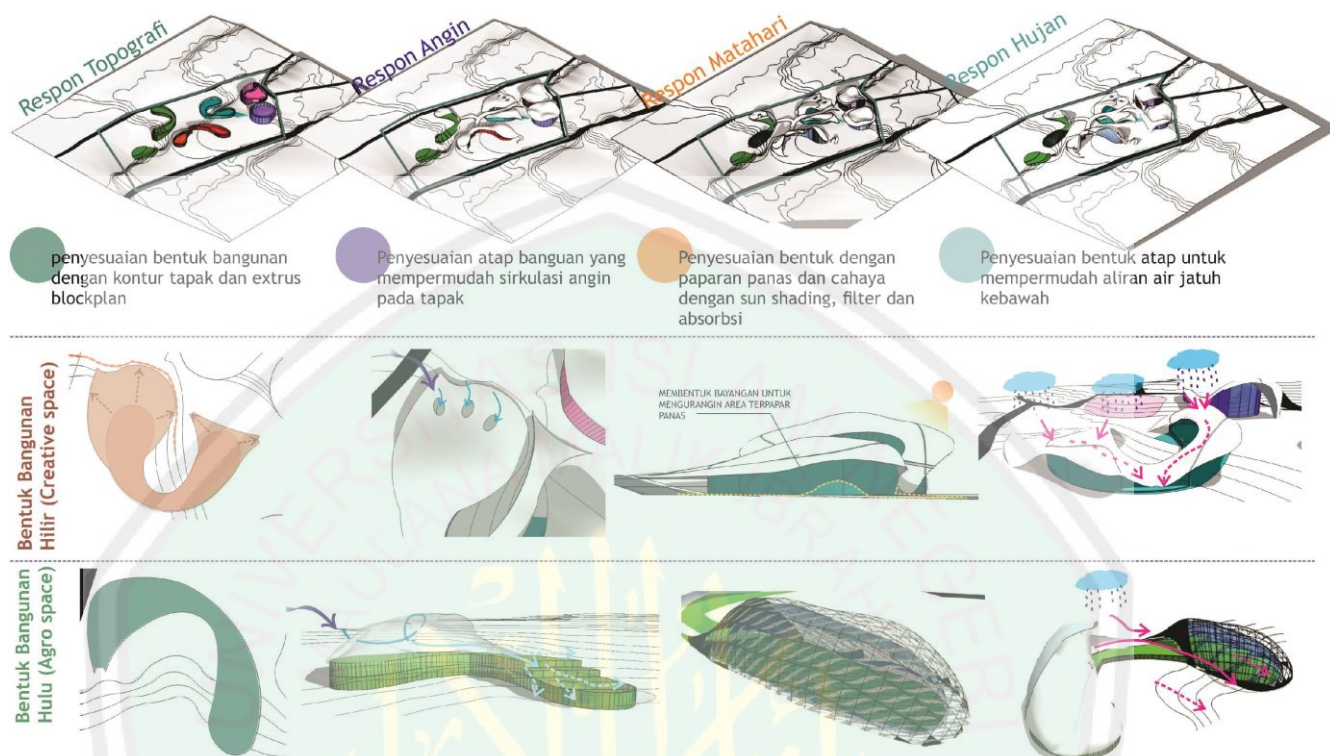 Respon Topografi
Respon Angin
Respon Matahari
Respon Hujan
penyesuaian bentuk bangunan
dengan kontur tapak dan extrus
blockplan
Penyesuaian atap banguan yang
mempermudah sirkulasi angin
pada tapak
Penyesuaian bentuk dengan
paparan panas dan cahaya
dengan sun shading, filter dan
absorbsi
Penyesuaian bentuk atap untuk
mempermudah aliran air jatuh
kebawah
Bentuk Bangunan
Hilir (Creative space)
MEMBENTUK BAYANGAN UNTUK
MENGURANGIN AREA TERPAPAR
PANAS
Bentuk Bangunan
Hulu (Agro space)